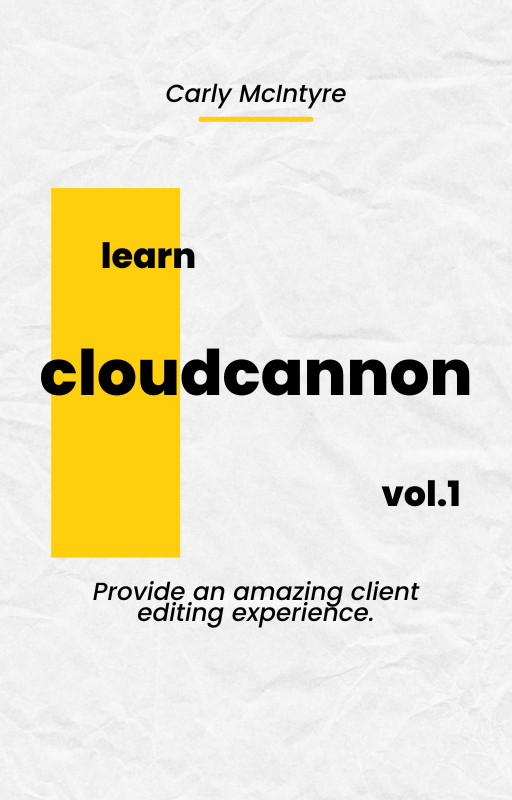 Carly McIntyre
learn
cloudcannon
vol.1
Provide an amazing client
editing experience.